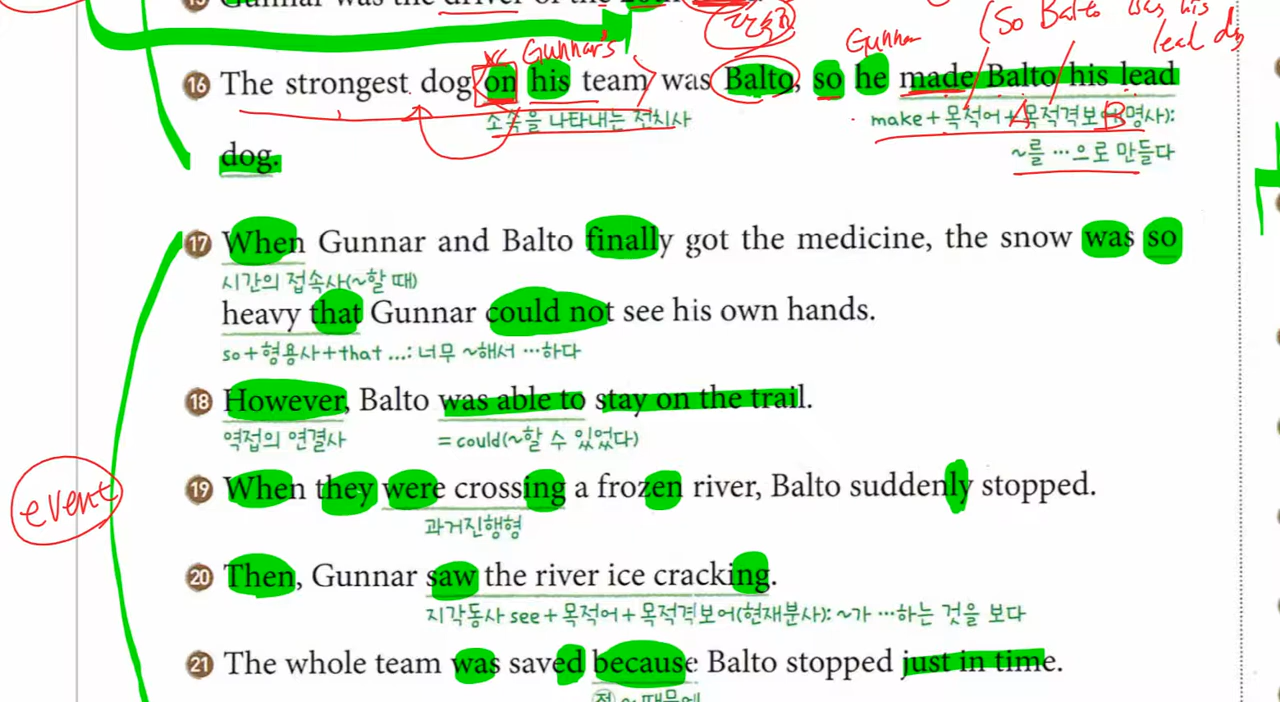 15 Gunnar was the driver of the 20th
(So Balto was his
lead dog
Gunnar's
Gunnar
16 The strongest dog on his team was Balto, so he made Balto his lead
소속을 나타내는 전치사
make+목적어+목적격보어(명사):
A B
~를 …으로 만들다
dog.
17 When Gunnar and Balto finally got the medicine, the snow was so
시간의 접속사(~할 때)
heavy that Gunnar could not see his own hands.
so+형용사+that …: 너무 ~해서 …하다
18 However, Balto was able to stay on the trail.
역접의 연결사
= could(~할 수 있었다)
event
19 When they were crossing a frozen river, Balto suddenly stopped.
과거진행형
20 Then, Gunnar saw the river ice cracking.
지각동사 see+목적어+목적격보어(현재분사): ~가 …하는 것을 보다
21 The whole team was saved because Balto stopped just in time.
~ 때문에